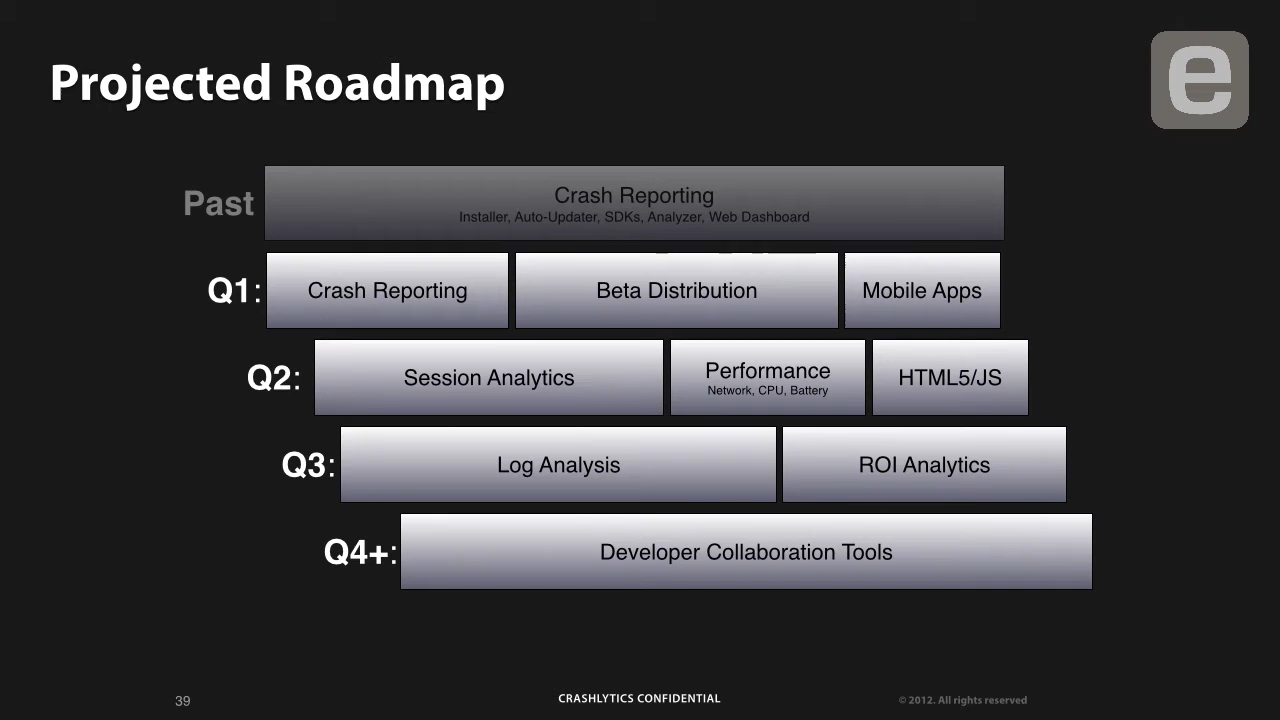 Projected Roadmap
e
Past
Crash Reporting
Installer, Auto-Updater, SDKs, Analyzer, Web Dashboard
Q1:
Crash Reporting
Beta Distribution
Mobile Apps
Q2:
Session Analytics
Performance
Network, CPU, Battery
HTML5/JS
Q3:
Log Analysis
ROI Analytics
Q4+:
Developer Collaboration Tools
39
CRASHLYTICS CONFIDENTIAL
© 2012. All rights reserved